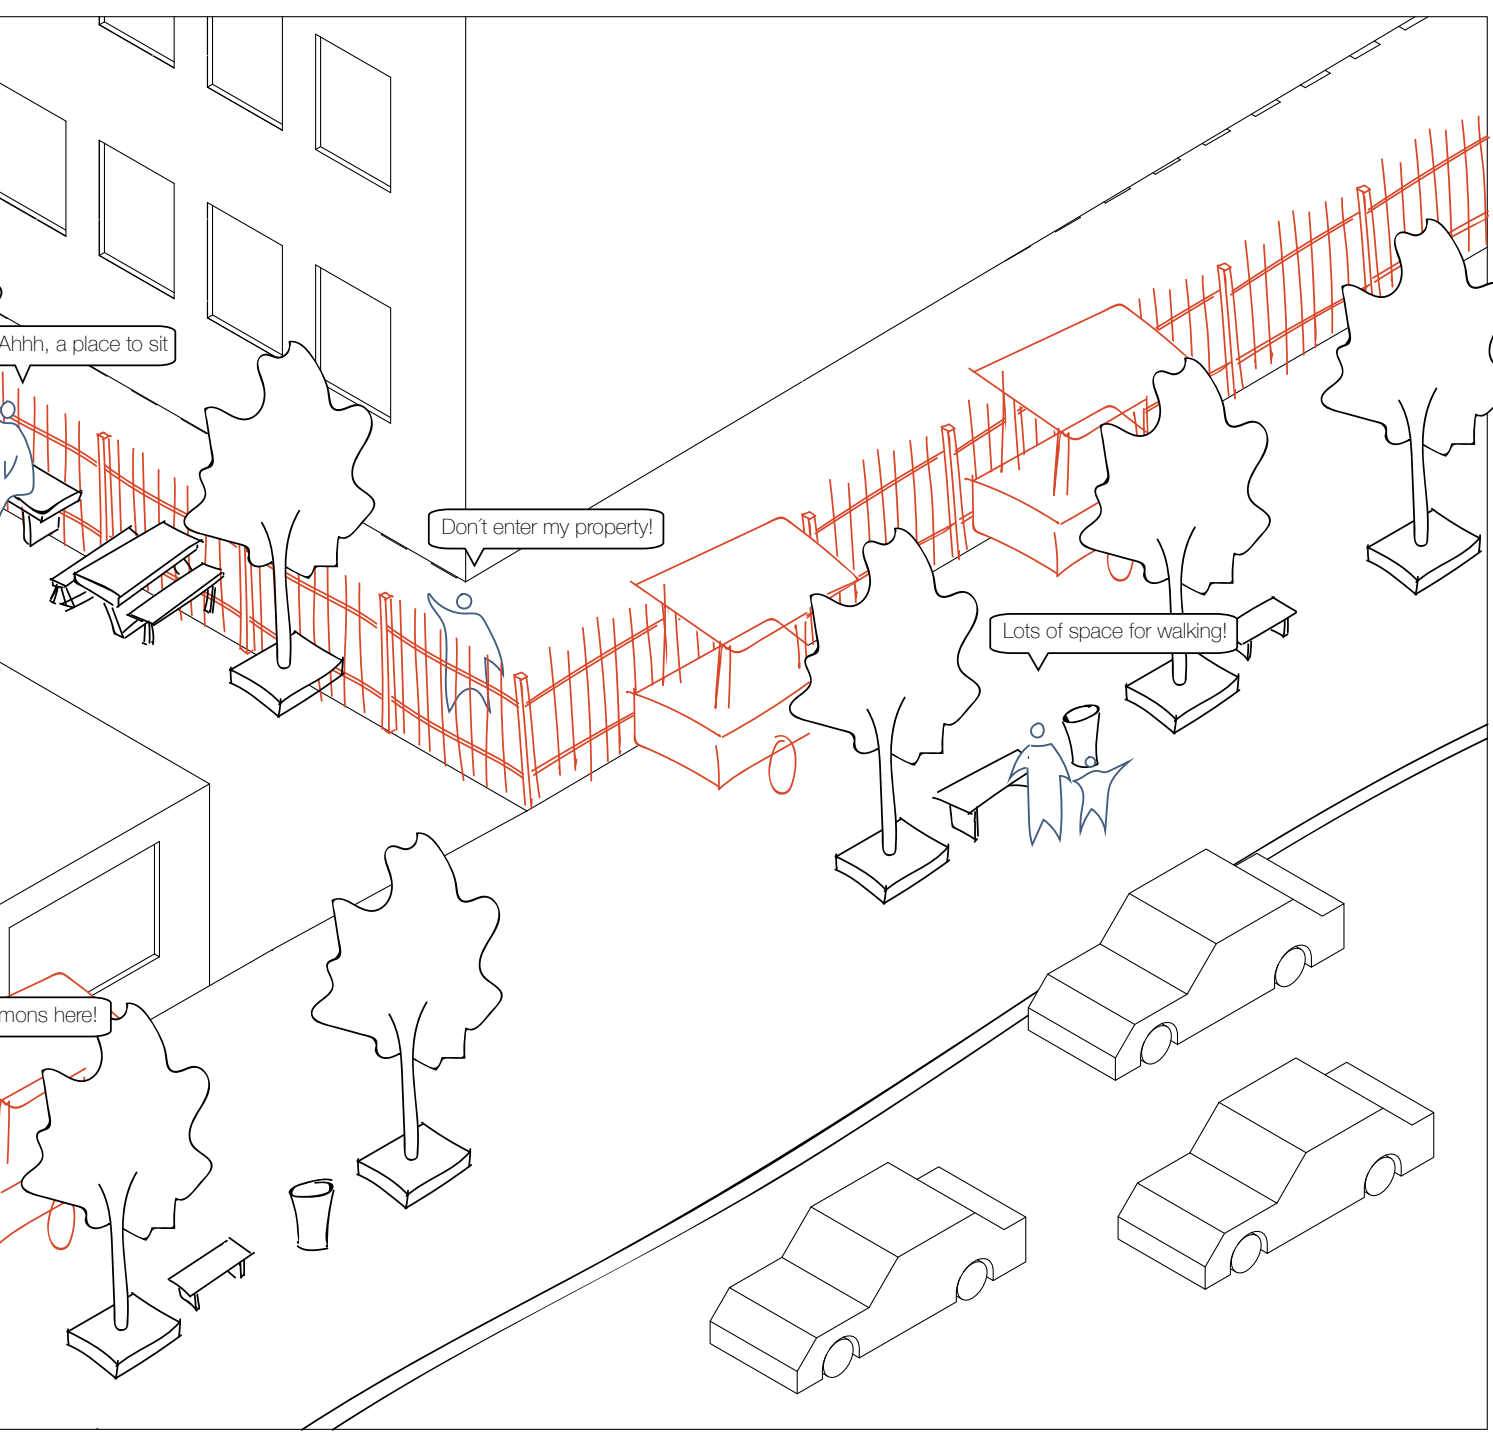 Ahhh, a place to sit
Don´t enter my property!
Lots of space for walking!
mons here!